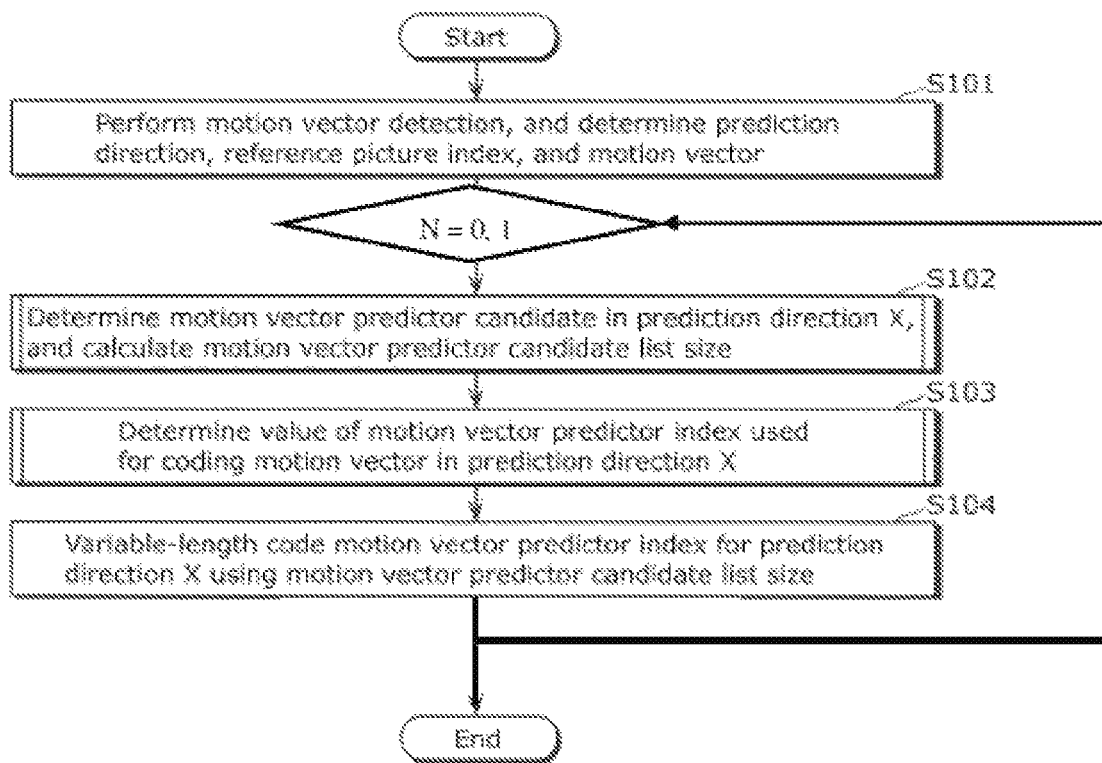 Start
S101
Perform motion vector detection, and determine prediction
direction, reference picture index, and motion vector
N = 0, 1
S102
Determine motion vector predictor candidate in prediction direction X,
and calculate motion vector predictor candidate list size
S103
Determine value of motion vector predictor index used
for coding motion vector in prediction direction X
S104
Variable-length code motion vector predictor index for prediction
direction X using motion vector predictor candidate list size
End